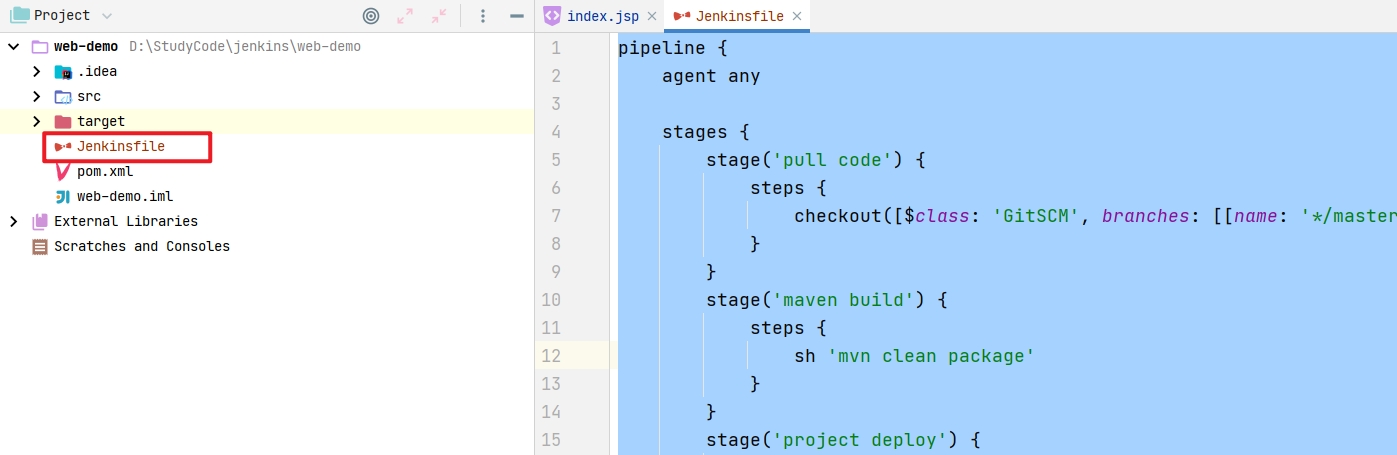 Project
web-demo D:\StudyCode\jenkins\web-demo
.idea
src
target
Jenkinsfile
pom.xml
web-demo.iml
External Libraries
Scratches and Consoles
index.jsp Jenkinsfile
1 pipeline {
2 agent any
3
4 stages {
5 stage('pull code') {
6 steps {
7 checkout([$class: 'GitSCM', branches: [[name: '*/master
8 }
9 }
10 stage('maven build') {
11 steps {
12 sh 'mvn clean package'
13 }
14 }
15 stage('project deploy') {